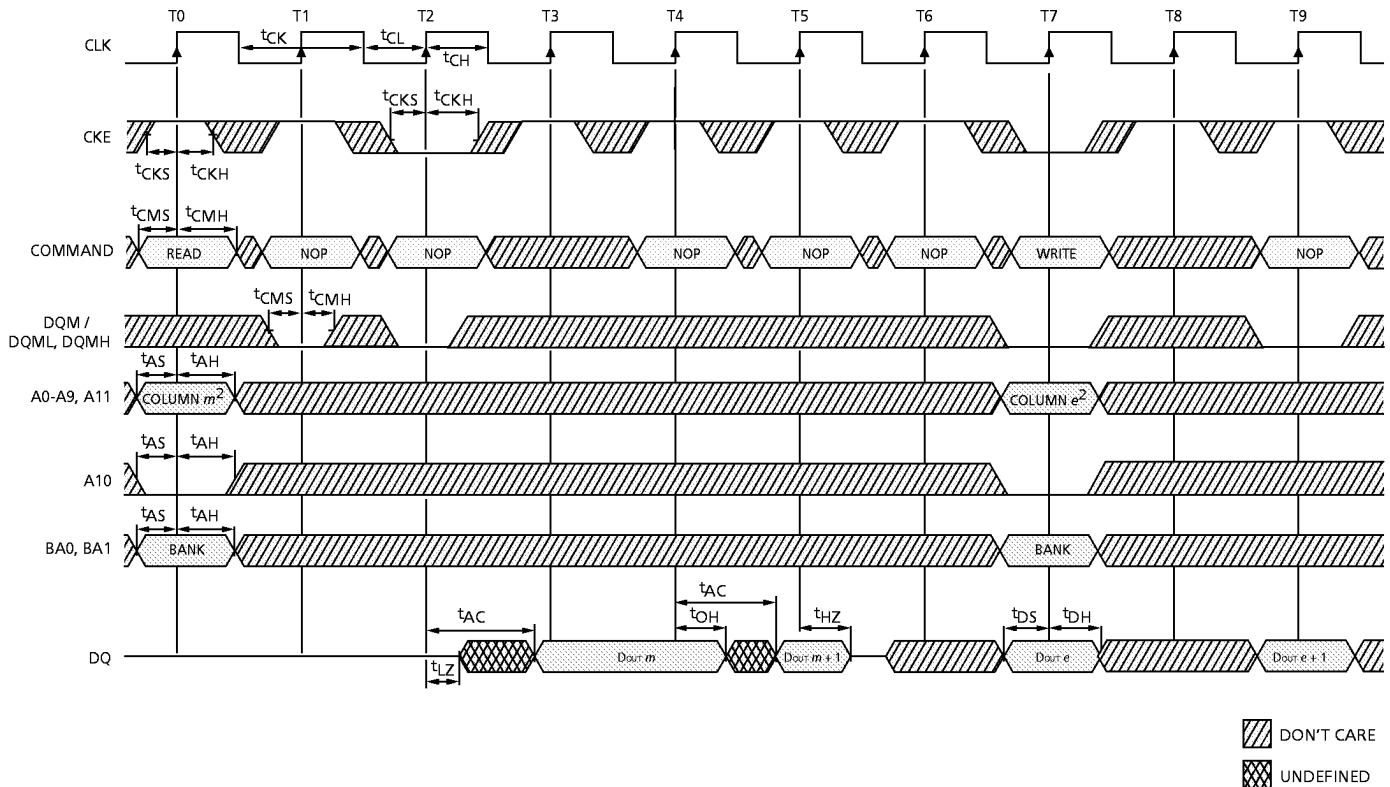 T0 T1 T2 T3 T4 T5 T6 T7 T8 T9
CLK
tCK tCL
tCH
tCKS tCKH
CKE
tCKS tCKH
tCMS tCMH
COMMAND READ NOP NOP NOP NOP NOP WRITE NOP
tCMS tCMH
DQM /
DQML, DQMH
tAS tAH
A0-A9, A11 COLUMN m2 COLUMN e2
tAS tAH
A10
tAS tAH
BA0, BA1 BANK BANK
tAC
tAC tOH tHZ tDS tDH
DQ DOUT m DOUT m + 1 DOUT e DOUT e + 1
tLZ
DON'T CARE
UNDEFINED